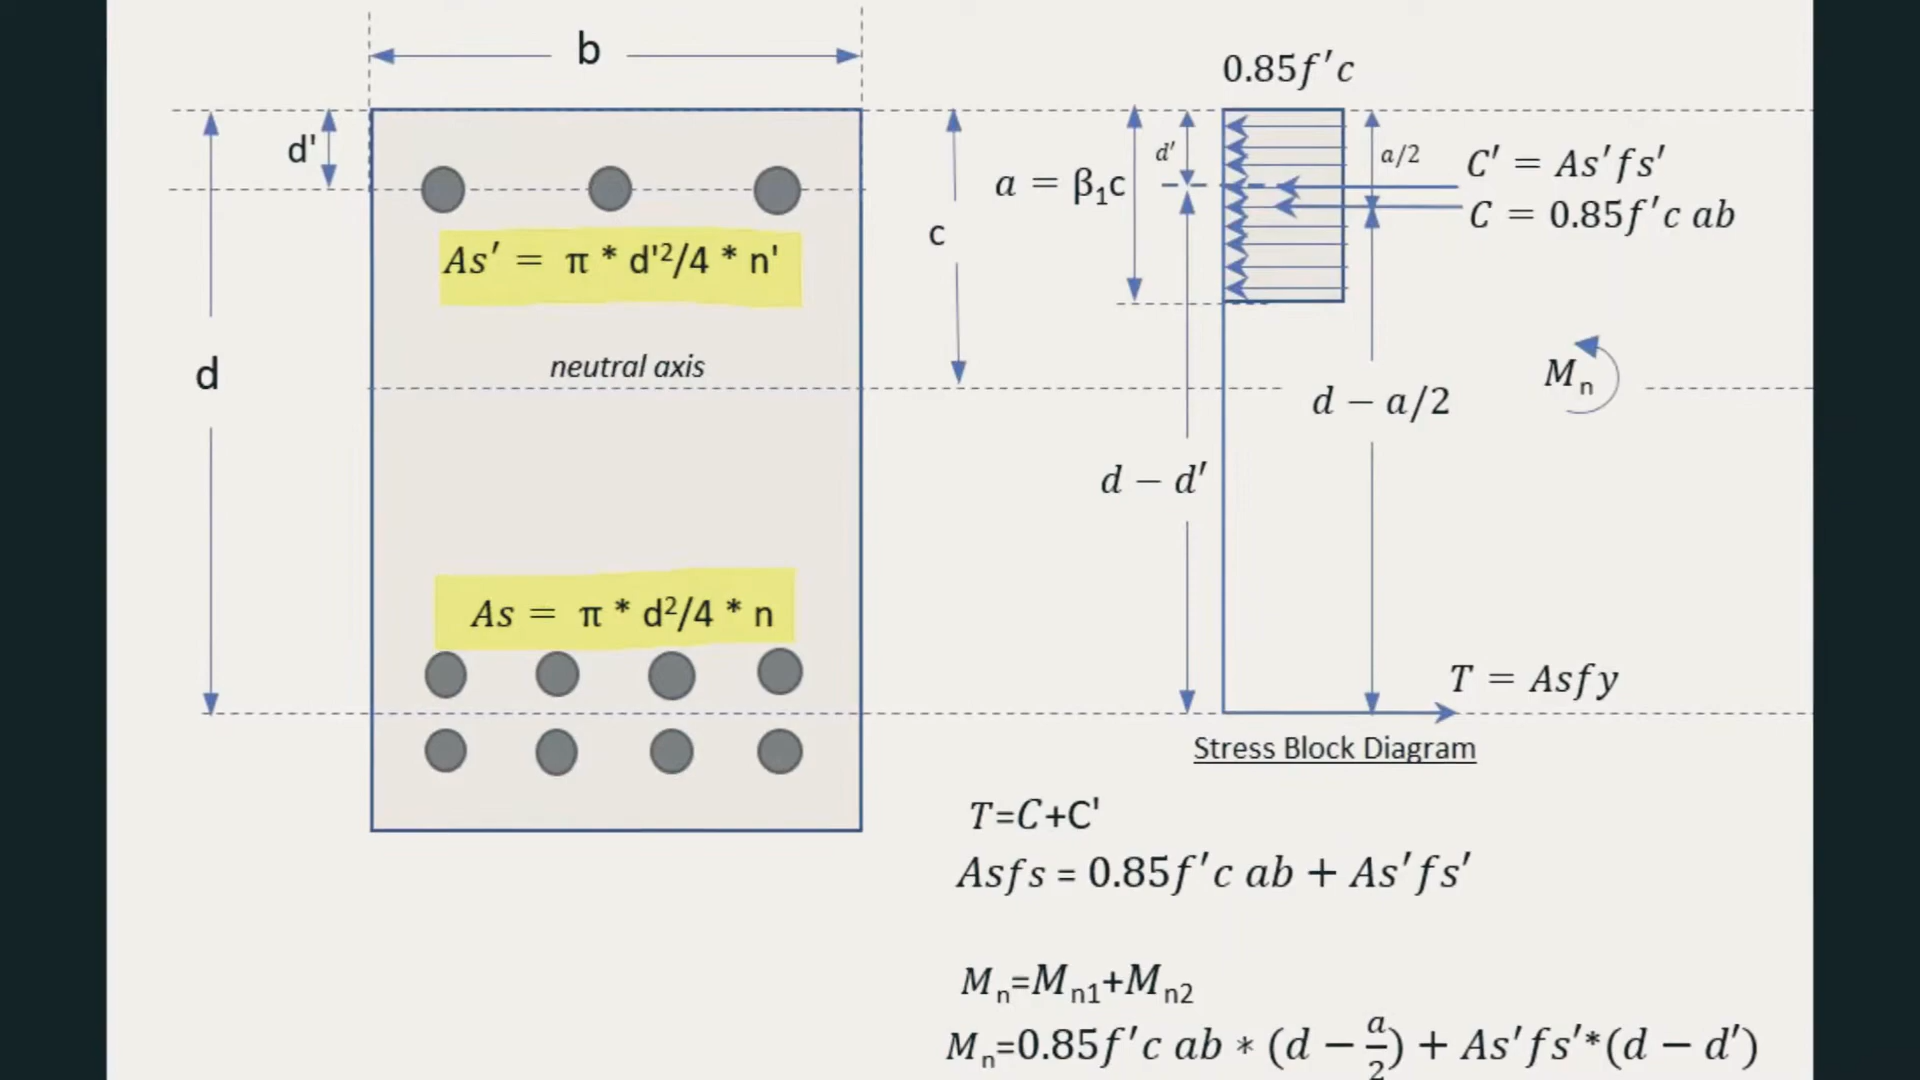 b
0.85f′c
d'
d'
a/2
C′ = As′fs′
a = β₁c
C = 0.85f′c ab
c
As′ = π * d'²/4 * n'
neutral axis
d
Mn
d − a/2
d − d′
As = π * d²/4 * n
T = Asfy
Stress Block Diagram
T=C+C'
Asfs = 0.85f′c ab + As′fs′
Mn=Mn1+Mn2
Mn=0.85f′c ab ∗ (d − a/2) + As′fs′*(d − d′)